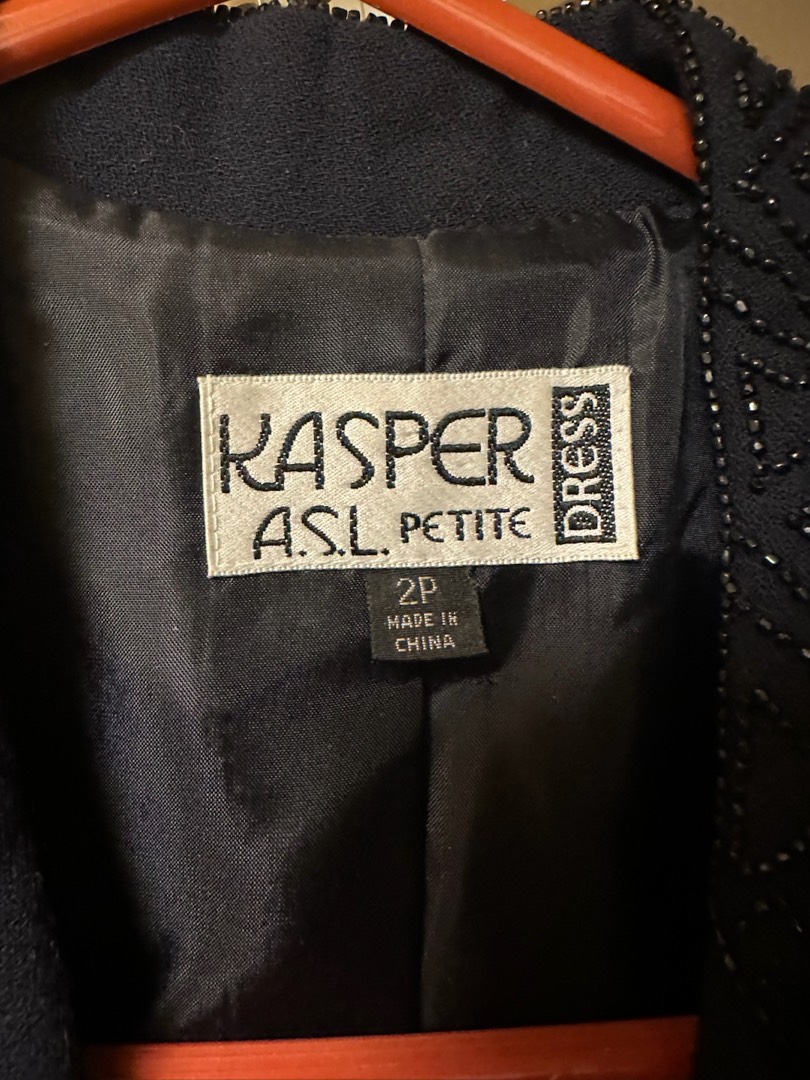 KASPER
A.S.L. PETITE
DRESS
2P
MADE IN
CHINA